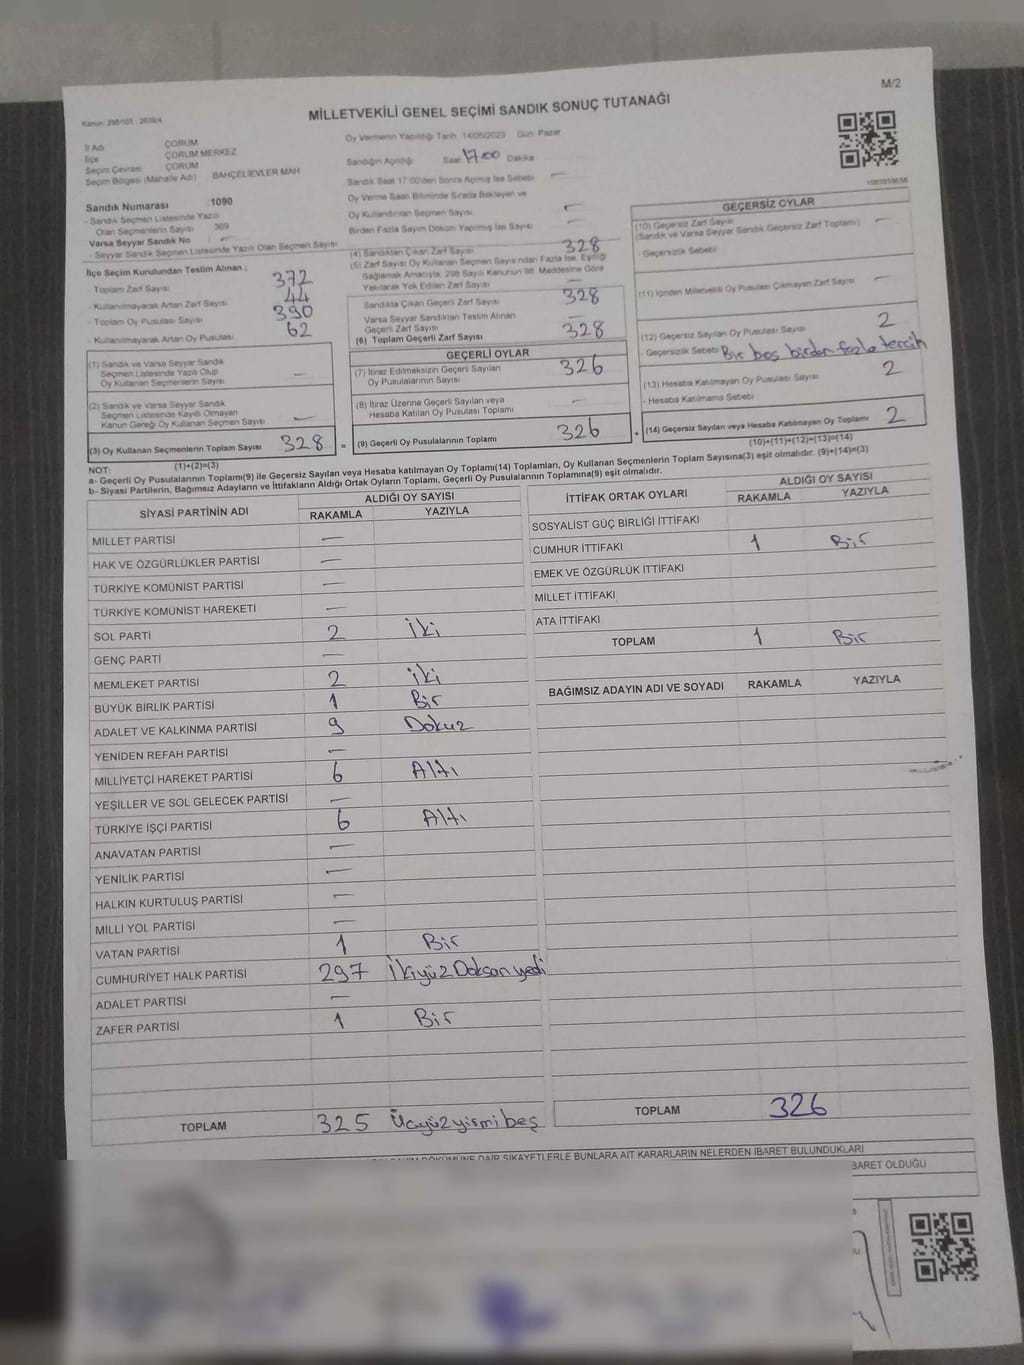 M/2
MİLLETVEKİLİ GENEL SEÇİMİ SANDIK SONUÇ TUTANAĞI
İl Adı ÇORUM
İlçe ÇORUM MERKEZ
Seçim Çevresi ÇORUM
Seçim Bölgesi (Mahalle Adı) BAHÇELİEVLER MAH
Sandık Numarası :1090
- Sandık Seçmen Listesinde Yazılı
Olan Seçmenlerin Sayısı 369
Varsa Seyyar Sandık No : —
- Seyyar Sandık Seçmen Listesinde Yazılı Olan Seçmen Sayısı
İlçe Seçim Kurulundan Teslim Alınan ;
- Toplam Zarf Sayısı 372
- Kullanılmayarak Artan Zarf Sayısı 44
- Toplam Oy Pusulası Sayısı 390
- Kullanılmayarak Artan Oy Pusulası 62
(1) Sandık ve Varsa Seyyar Sandık
Seçmen Listesinde Yazılı Olup
Oy Kullanan Seçmenlerin Sayısı —
(2) Sandık ve Varsa Seyyar Sandık
Seçmen Listesinde Kayıtlı Olmayan
Kanun Gereği Oy Kullanan Seçmen Sayısı —
(3) Oy Kullanan Seçmenlerin Toplam Sayısı 328 =
(1)+(2)=(3)
Oy Vermenin Yapıldığı Tarih 14/05/2023 Gün: Pazar
Sandığın Açıldığı Saat 17.00 Dakika
Sandık Saat 17:00'den Sonra Açılmış İse Sebebi —
Oy Verme Saati Bitiminde Sırada Bekleyen ve
Oy Kullandırılan Seçmen Sayısı —
Birden Fazla Sayım Döküm Yapılmış İse Sayısı —
(4) Sandıktan Çıkan Zarf Sayısı 328
(5) Zarf Sayısı Oy Kullanan Seçmen Sayısından Fazla İse, Eşitliği
Sağlamak Amacıyla, 298 Sayılı Kanunun 98. Maddesine Göre
Yakılarak Yok Edilen Zarf Sayısı —
Sandıkta Çıkan Geçerli Zarf Sayısı 328
Varsa Seyyar Sandıktan Teslim Alınan
Geçerli Zarf Sayısı —
(6) Toplam Geçerli Zarf Sayısı 328
GEÇERLİ OYLAR
(7) İtiraz Edilmeksizin Geçerli Sayılan
Oy Pusulalarının Sayısı 326
(8) İtiraz Üzerine Geçerli Sayılan veya
Hesaba Katılan Oy Pusulası Toplamı —
(9) Geçerli Oy Pusulalarının Toplamı 326 +
GEÇERSİZ OYLAR
(10) Geçersiz Zarf Sayısı
(Sandık ve Varsa Seyyar Sandık Geçersiz Zarf Toplamı) —
- Geçersizlik Sebebi
(11) İçinden Milletvekili Oy Pusulası Çıkmayan Zarf Sayısı —
(12) Geçersiz Sayılan Oy Pusulası Sayısı 2
- Geçersizlik Sebebi Bir boş birden fazla tercih
(13) Hesaba Katılmayan Oy Pusulası Sayısı 2
- Hesaba Katılmama Sebebi
(14) Geçersiz Sayılan veya Hesaba Katılmayan Oy Toplamı 2
(10)+(11)+(12)+(13)=(14)
NOT:
a- Geçerli Oy Pusulalarının Toplamı(9) ile Geçersiz Sayılan veya Hesaba katılmayan Oy Toplamı(14) Toplamları, Oy Kullanan Seçmenlerin Toplam Sayısına(3) eşit olmalıdır. (9)+(14)=(3)
b- Siyasi Partilerin, Bağımsız Adayların ve İttifakların Aldığı Ortak Oyların Toplamı, Geçerli Oy Pusulalarının Toplamına(9) eşit olmalıdır.
SİYASİ PARTİNİN ADI ALDIĞI OY SAYISI
RAKAMLA YAZIYLA
MİLLET PARTİSİ —
HAK VE ÖZGÜRLÜKLER PARTİSİ —
TÜRKİYE KOMÜNİST PARTİSİ —
TÜRKİYE KOMÜNİST HAREKETİ —
SOL PARTİ 2 İki
GENÇ PARTİ —
MEMLEKET PARTİSİ 2 İki
BÜYÜK BİRLİK PARTİSİ 1 Bir
ADALET VE KALKINMA PARTİSİ 9 Dokuz
YENİDEN REFAH PARTİSİ —
MİLLİYETÇİ HAREKET PARTİSİ 6 Altı
YEŞİLLER VE SOL GELECEK PARTİSİ —
TÜRKİYE İŞÇİ PARTİSİ 6 Altı
ANAVATAN PARTİSİ —
YENİLİK PARTİSİ —
HALKIN KURTULUŞ PARTİSİ —
MİLLİ YOL PARTİSİ —
VATAN PARTİSİ 1 Bir
CUMHURİYET HALK PARTİSİ 297 İkiyüz Doksan yedi
ADALET PARTİSİ —
ZAFER PARTİSİ 1 Bir
TOPLAM 325 Üçyüz yirmi beş
İTTİFAK ORTAK OYLARI ALDIĞI OY SAYISI
RAKAMLA YAZIYLA
SOSYALİST GÜÇ BİRLİĞİ İTTİFAKI
CUMHUR İTTİFAKI 1 Bir
EMEK VE ÖZGÜRLÜK İTTİFAKI
MİLLET İTTİFAKI
ATA İTTİFAKI
TOPLAM 1 Bir
BAĞIMSIZ ADAYIN ADI VE SOYADI RAKAMLA YAZIYLA
TOPLAM 326
DÖKÜMÜNE DAİR ŞİKAYETLERLE BUNLARA AİT KARARLARIN NELERDEN İBARET BULUNDUKLARI
BARET OLDUĞU